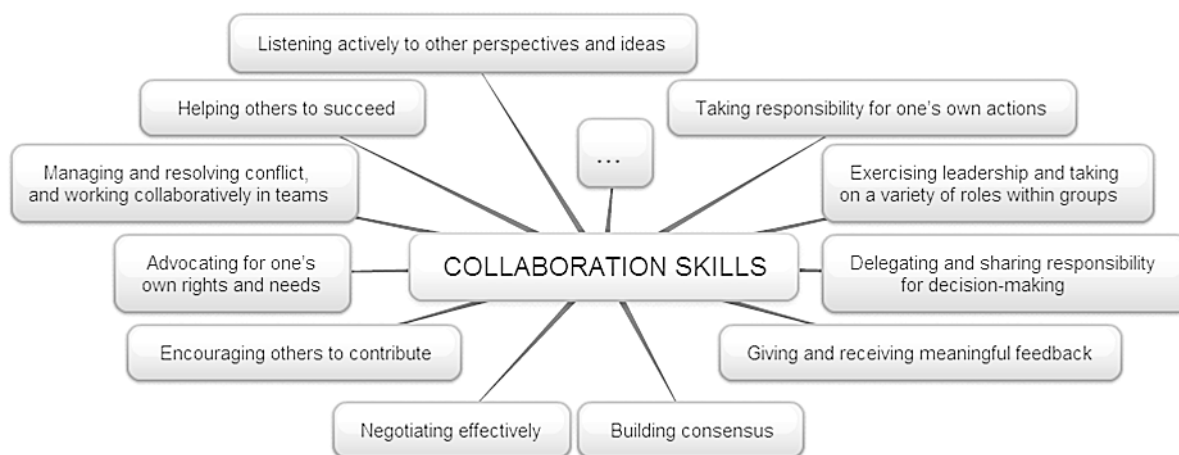 Listening actively to other perspectives and ideas
Helping others to succeed
Taking responsibility for one's own actions
...
Managing and resolving conflict,
and working collaboratively in teams
Exercising leadership and taking
on a variety of roles within groups
COLLABORATION SKILLS
Advocating for one's
own rights and needs
Delegating and sharing responsibility
for decision-making
Encouraging others to contribute
Giving and receiving meaningful feedback
Negotiating effectively
Building consensus